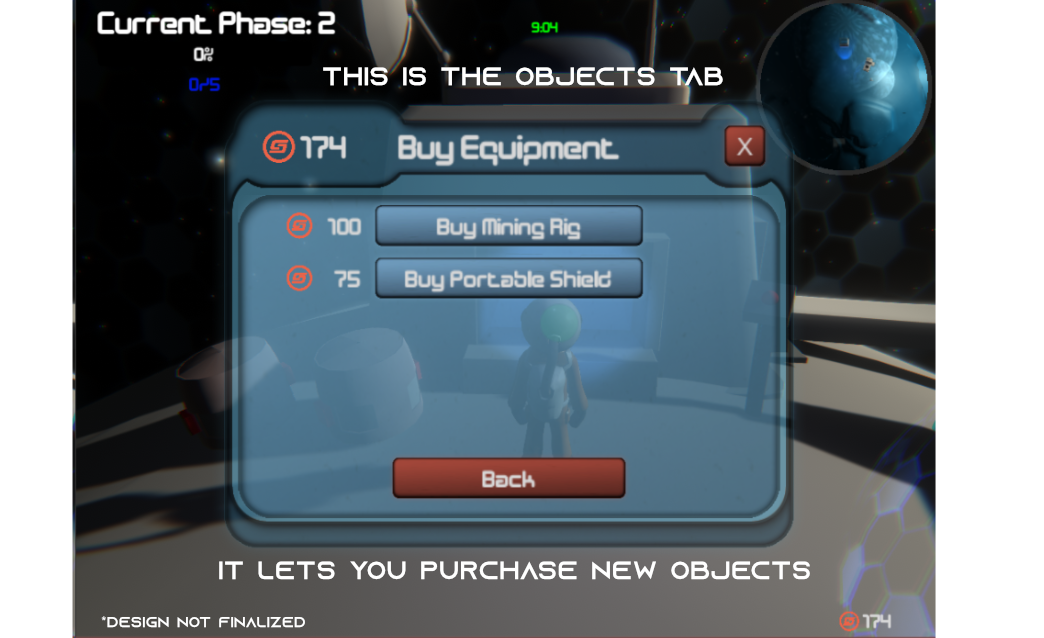 Current Phase: 2
0%
0/5
9:04
THIS IS THE OBJECTS TAB
174 Buy Equipment X
100 Buy Mining Rig
75 Buy Portable Shield
Back
IT LETS YOU PURCHASE NEW OBJECTS
*DESIGN NOT FINALIZED
174